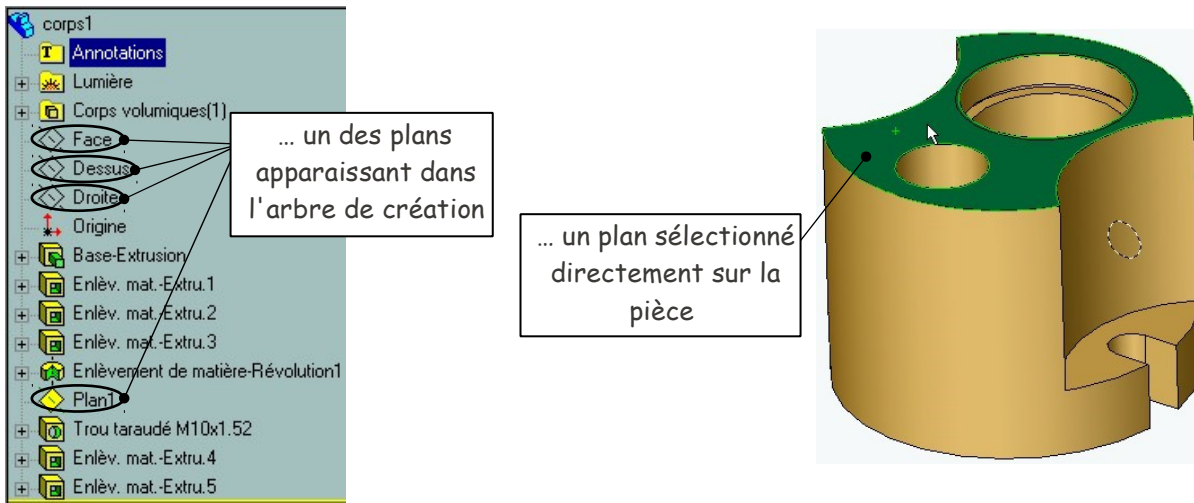 corps1
Annotations
Lumière
Corps volumiques(1)
Face
Dessus
Droite
Origine
Base-Extrusion
Enlèv. mat.-Extru.1
Enlèv. mat.-Extru.2
Enlèv. mat.-Extru.3
Enlèvement de matière-Révolution1
Plan1
Trou taraudé M10x1.52
Enlèv. mat.-Extru.4
Enlèv. mat.-Extru.5
... un des plans
apparaissant dans
l'arbre de création
... un plan sélectionné
directement sur la
pièce